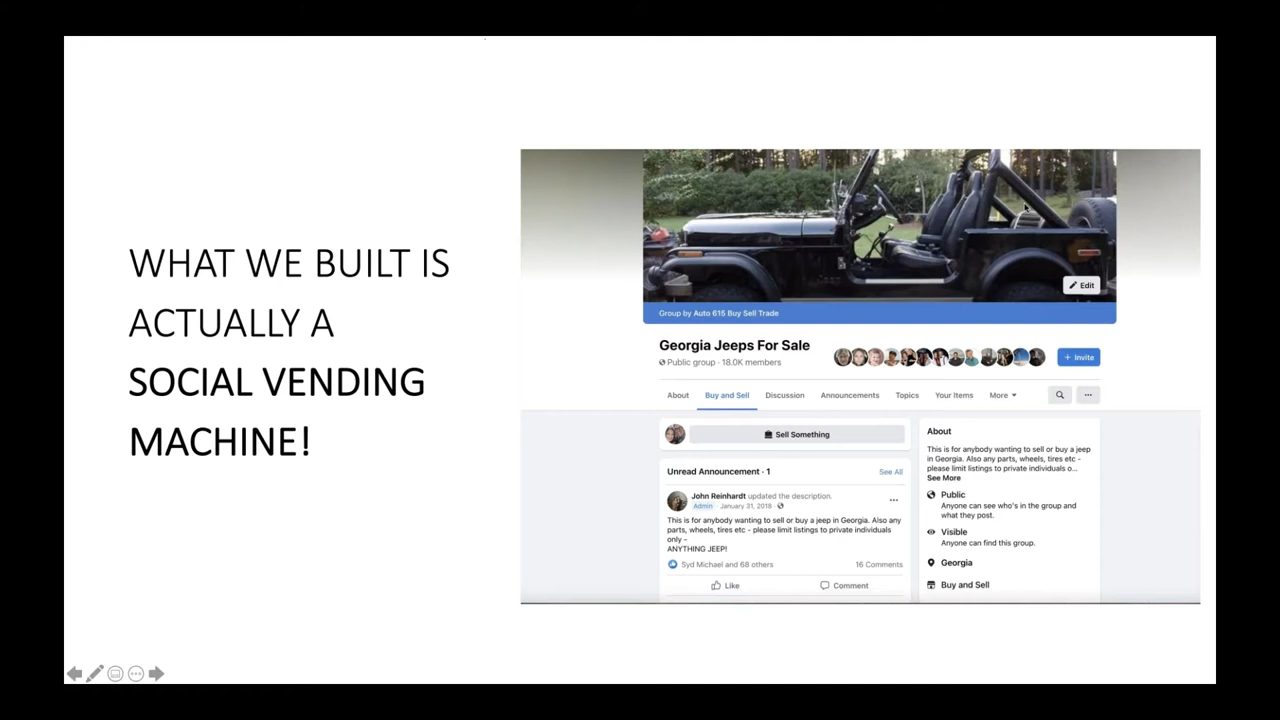 WHAT WE BUILT IS
ACTUALLY A
SOCIAL VENDING
MACHINE!
Edit
Group by Auto 615 Buy Sell Trade
Georgia Jeeps For Sale
Public group · 18.0K members
+ Invite
About
Buy and Sell
Discussion
Announcements
Topics
Your Items
More
Sell Something
Unread Announcement · 1
See All
John Reinhardt updated the description.
Admin · January 31, 2018 ·
This is for anybody wanting to sell or buy a jeep in Georgia. Also any
parts, wheels, tires etc - please limit listings to private individuals
only -
ANYTHING JEEP!
Syd Michael and 68 others
16 Comments
Like
Comment
About
This is for anybody wanting to sell or buy a jeep
in Georgia. Also any parts, wheels, tires etc -
please limit listings to private individuals o...
See More
Public
Anyone can see who's in the group and
what they post.
Visible
Anyone can find this group.
Georgia
Buy and Sell